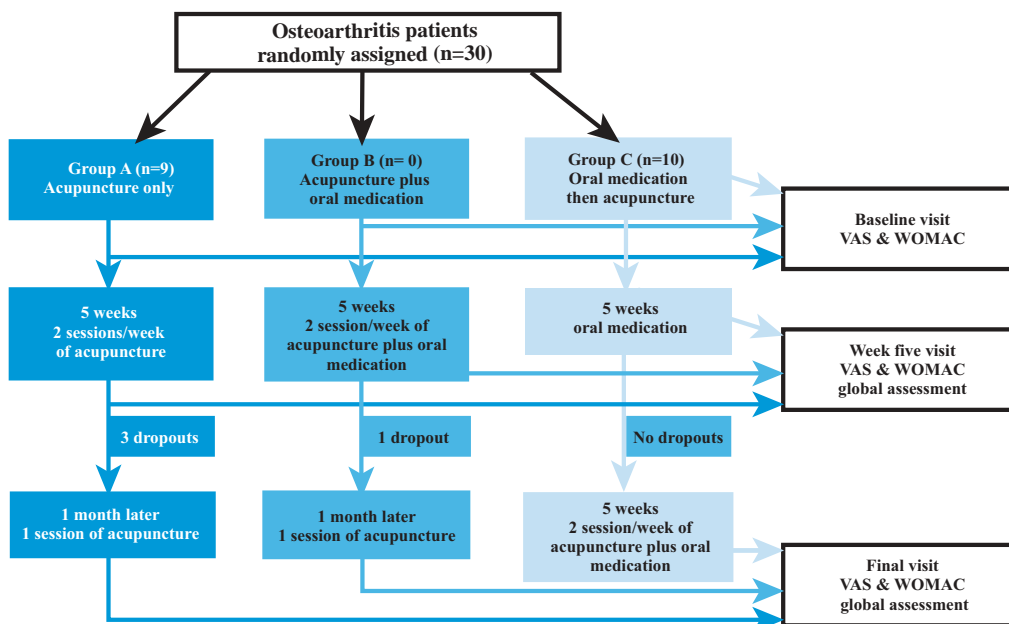 Osteoarthritis patients
randomly assigned (n=30)
Group A (n=9)
Acupuncture only
Group B (n= 0)
Acupuncture plus
oral medication
Group C (n=10)
Oral medication
then acupuncture
Baseline visit
VAS & WOMAC
5 weeks
2 sessions/week
of acupuncture
5 weeks
2 session/week of
acupuncture plus oral
medication
5 weeks
oral medication
Week five visit
VAS & WOMAC
global assessment
3 dropouts
1 dropout
No dropouts
1 month later
1 session of acupuncture
1 month later
1 session of acupuncture
5 weeks
2 session/week of
acupuncture plus oral
medication
Final visit
VAS & WOMAC
global assessment